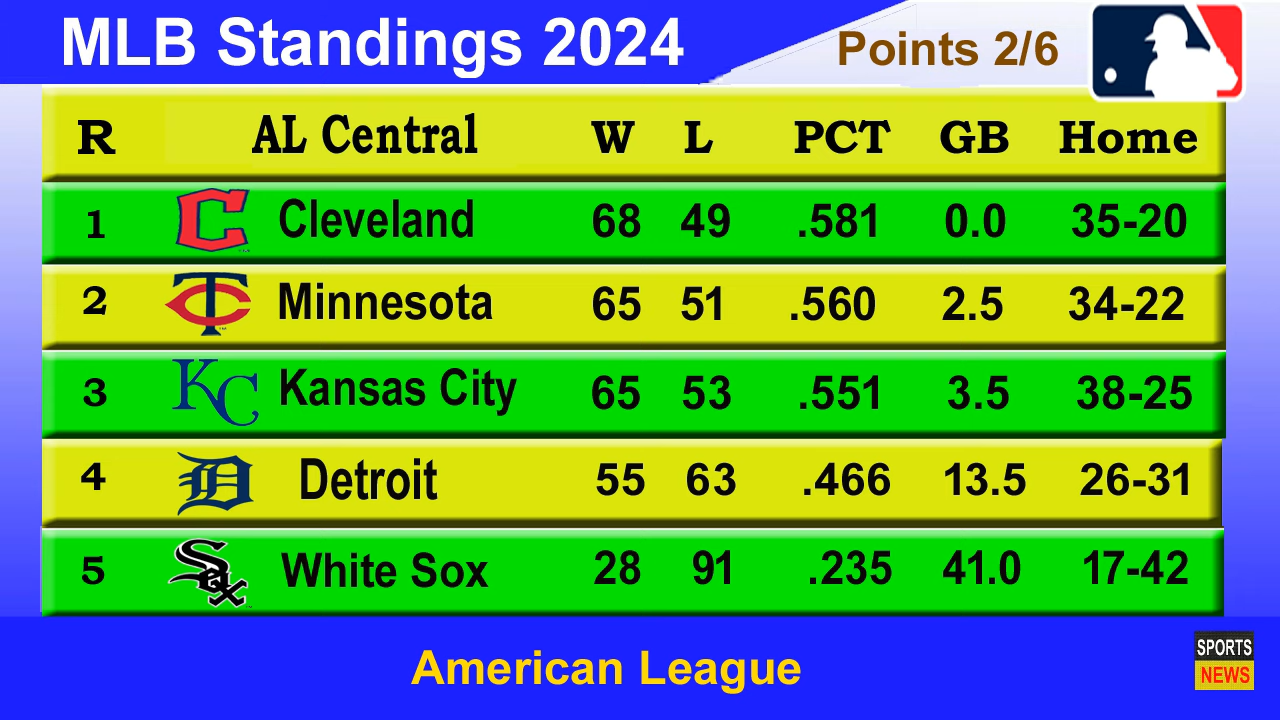 MLB Standings 2024 Points 2/6
R AL Central W L PCT GB Home
1 C Cleveland 68 49 .581 0.0 35-20
2 TC Minnesota 65 51 .560 2.5 34-22
3 KC Kansas City 65 53 .551 3.5 38-25
4 D Detroit 55 63 .466 13.5 26-31
5 Sox White Sox 28 91 .235 41.0 17-42
American League
SPORTS
NEWS